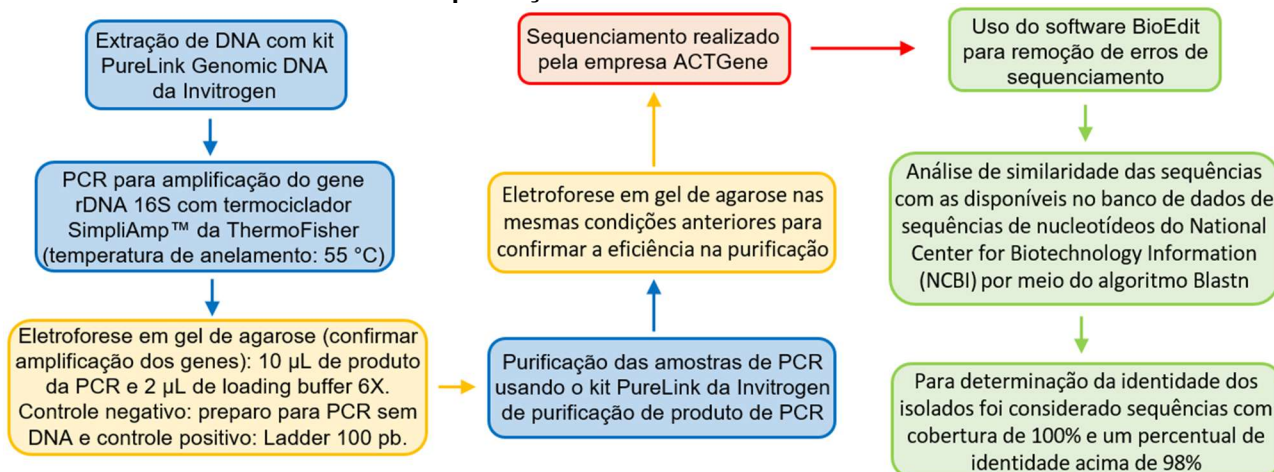 Extração de DNA com kit
PureLink Genomic DNA
da Invitrogen
PCR para amplificação do gene
rDNA 16S com termociclador
SimpliAmp™ da ThermoFisher
(temperatura de anelamento: 55 °C)
Eletroforese em gel de agarose (confirmar
amplificação dos genes): 10 µL de produto
da PCR e 2 µL de loading buffer 6X.
Controle negativo: preparo para PCR sem
DNA e controle positivo: Ladder 100 pb.
Purificação das amostras de PCR
usando o kit PureLink da Invitrogen
de purificação de produto de PCR
Eletroforese em gel de agarose nas
mesmas condições anteriores para
confirmar a eficiência na purificação
Sequenciamento realizado
pela empresa ACTGene
Uso do software BioEdit
para remoção de erros de
sequenciamento
Análise de similaridade das sequências
com as disponíveis no banco de dados de
sequências de nucleotídeos do National
Center for Biotechnology Information
(NCBI) por meio do algoritmo Blastn
Para determinação da identidade dos
isolados foi considerado sequências com
cobertura de 100% e um percentual de
identidade acima de 98%